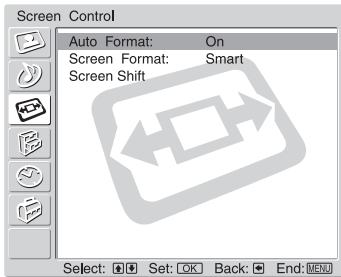 Screen Control
Auto Format: On
Screen Format: Smart
Screen Shift
Select: Set: OK Back: End: MENU